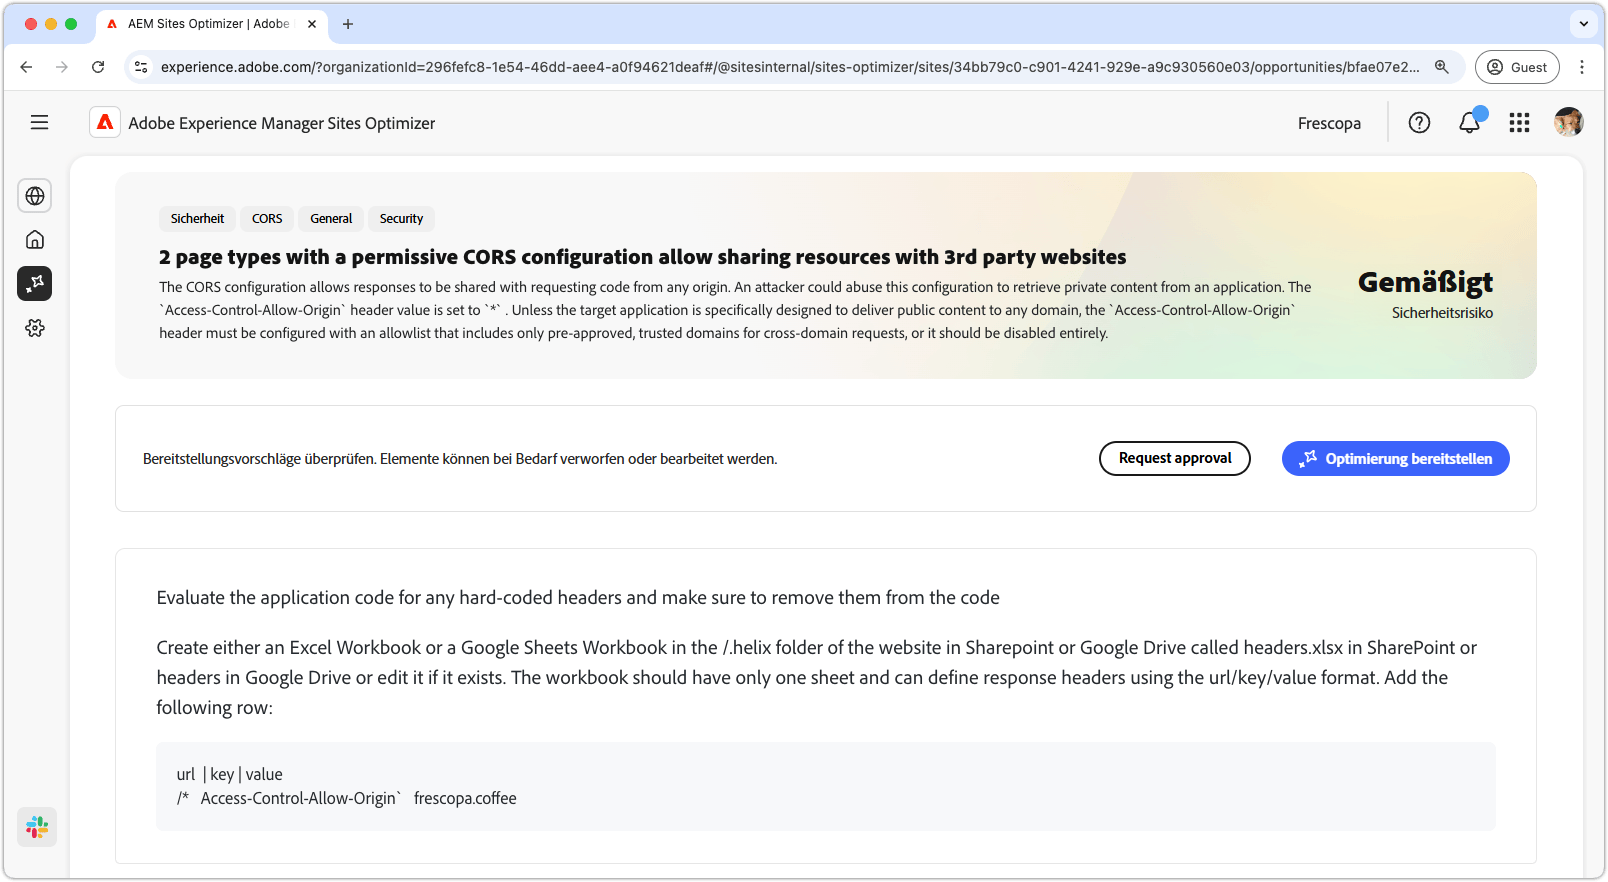 AEM Sites Optimizer | Adobe
experience.adobe.com/?organizationId=296fefc8-1e54-46dd-aee4-a0f94621deaf#/@sitesinternal/sites-optimizer/sites/34bb79c0-c901-4241-929e-a9c930560e03/opportunities/bfae07e2...
Guest
Adobe Experience Manager Sites Optimizer
Frescopa
Sicherheit CORS General Security
2 page types with a permissive CORS configuration allow sharing resources with 3rd party websites
The CORS configuration allows responses to be shared with requesting code from any origin. An attacker could abuse this configuration to retrieve private content from an application. The
`Access-Control-Allow-Origin` header value is set to `*` . Unless the target application is specifically designed to deliver public content to any domain, the `Access-Control-Allow-Origin`
header must be configured with an allowlist that includes only pre-approved, trusted domains for cross-domain requests, or it should be disabled entirely.
Gemäßigt
Sicherheitsrisiko
Bereitstellungsvorschläge überprüfen. Elemente können bei Bedarf verworfen oder bearbeitet werden.
Request approval
Optimierung bereitstellen
Evaluate the application code for any hard-coded headers and make sure to remove them from the code
Create either an Excel Workbook or a Google Sheets Workbook in the /.helix folder of the website in Sharepoint or Google Drive called headers.xlsx in SharePoint or
headers in Google Drive or edit it if it exists. The workbook should have only one sheet and can define response headers using the url/key/value format. Add the
following row:
url | key | value
/* Access-Control-Allow-Origin` frescopa.coffee